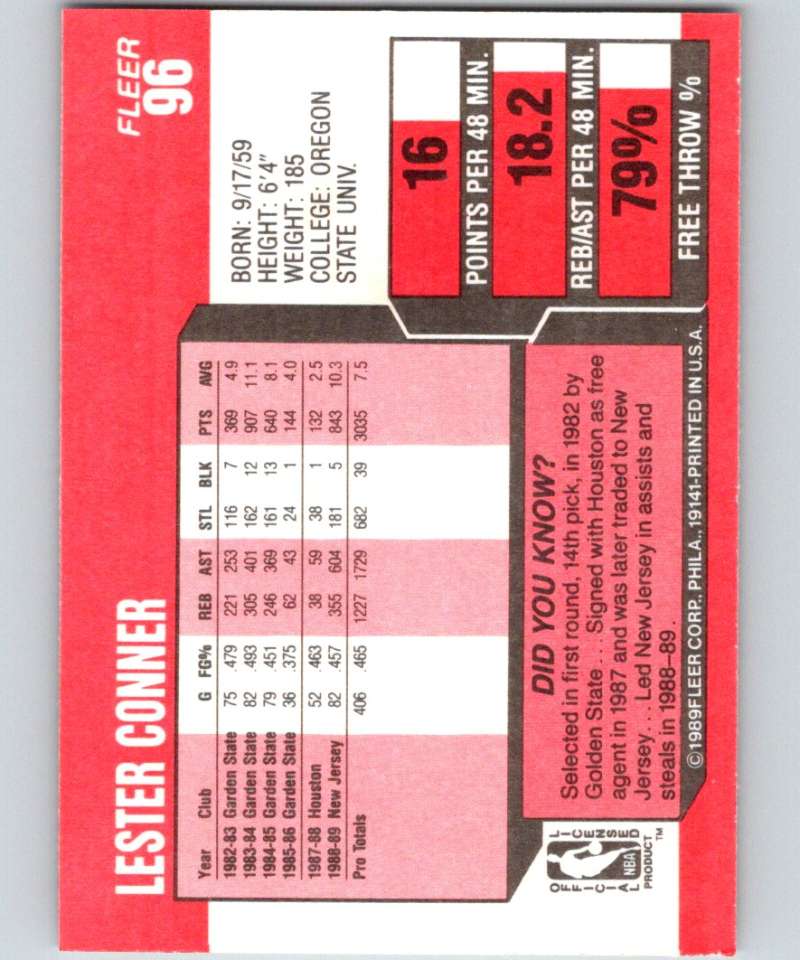 LESTER CONNER
FLEER
96
Year Club G FG% REB AST STL BLK PTS AVG
1982-83 Garden State 75 .479 221 253 116 7 369 4.9
1983-84 Garden State 82 .493 305 401 162 12 907 11.1
1984-85 Garden State 79 .451 246 369 161 13 640 8.1
1985-86 Garden State 36 .375 62 43 24 1 144 4.0
1987-88 Houston 52 .463 38 59 38 1 132 2.5
1988-89 New Jersey 82 .457 355 604 181 5 843 10.3
Pro Totals 406 .465 1227 1729 682 39 3035 7.5
BORN: 9/17/59
HEIGHT: 6'4"
WEIGHT: 185
COLLEGE: OREGON
STATE UNIV.
16
POINTS PER 48 MIN.
18.2
REB/AST PER 48 MIN.
79%
FREE THROW %
DID YOU KNOW?
Selected in first round, 14th pick, in 1982 by
Golden State . . . Signed with Houston as free
agent in 1987 and was later traded to New
Jersey . . . Led New Jersey in assists and
steals in 1988-89 .
OFFICIAL
LICENSED
NBA
PRODUCT™
©1989 FLEER CORP., PHILA., 19141-PRINTED IN U.S.A.